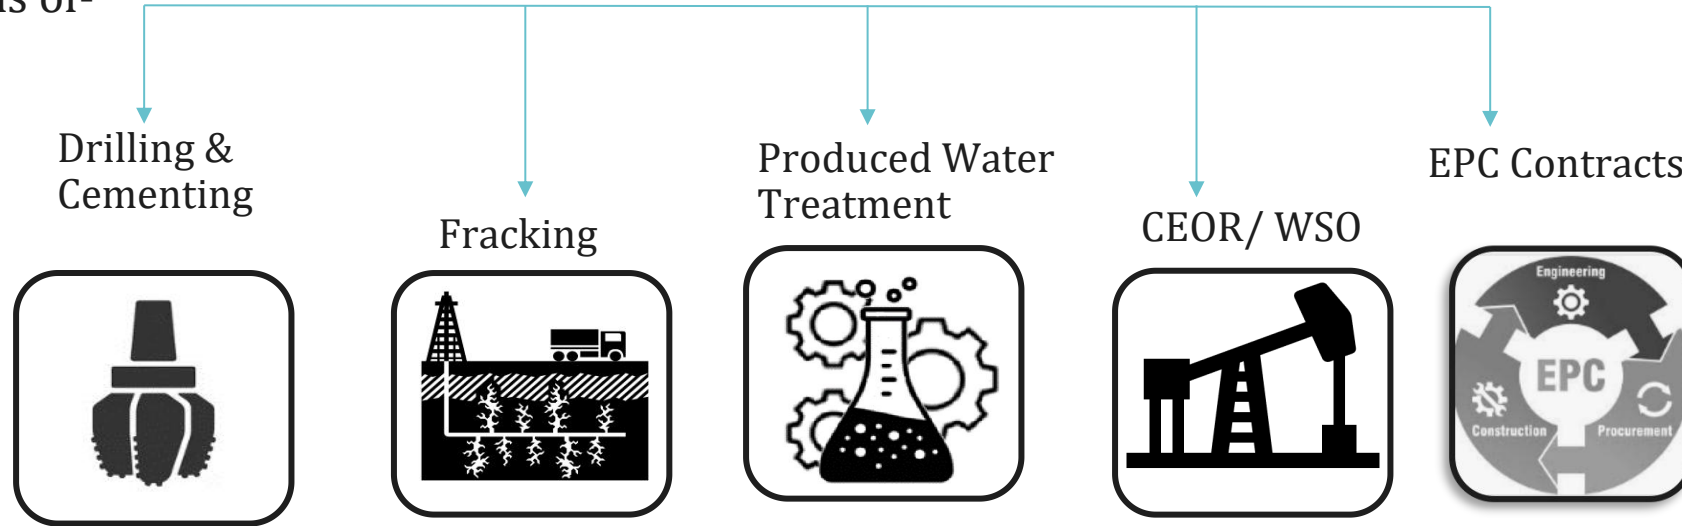 Drilling &
Cementing
Fracking
Produced Water
Treatment
CEOR/ WSO
EPC Contracts
Engineering
EPC
Construction
Procurement